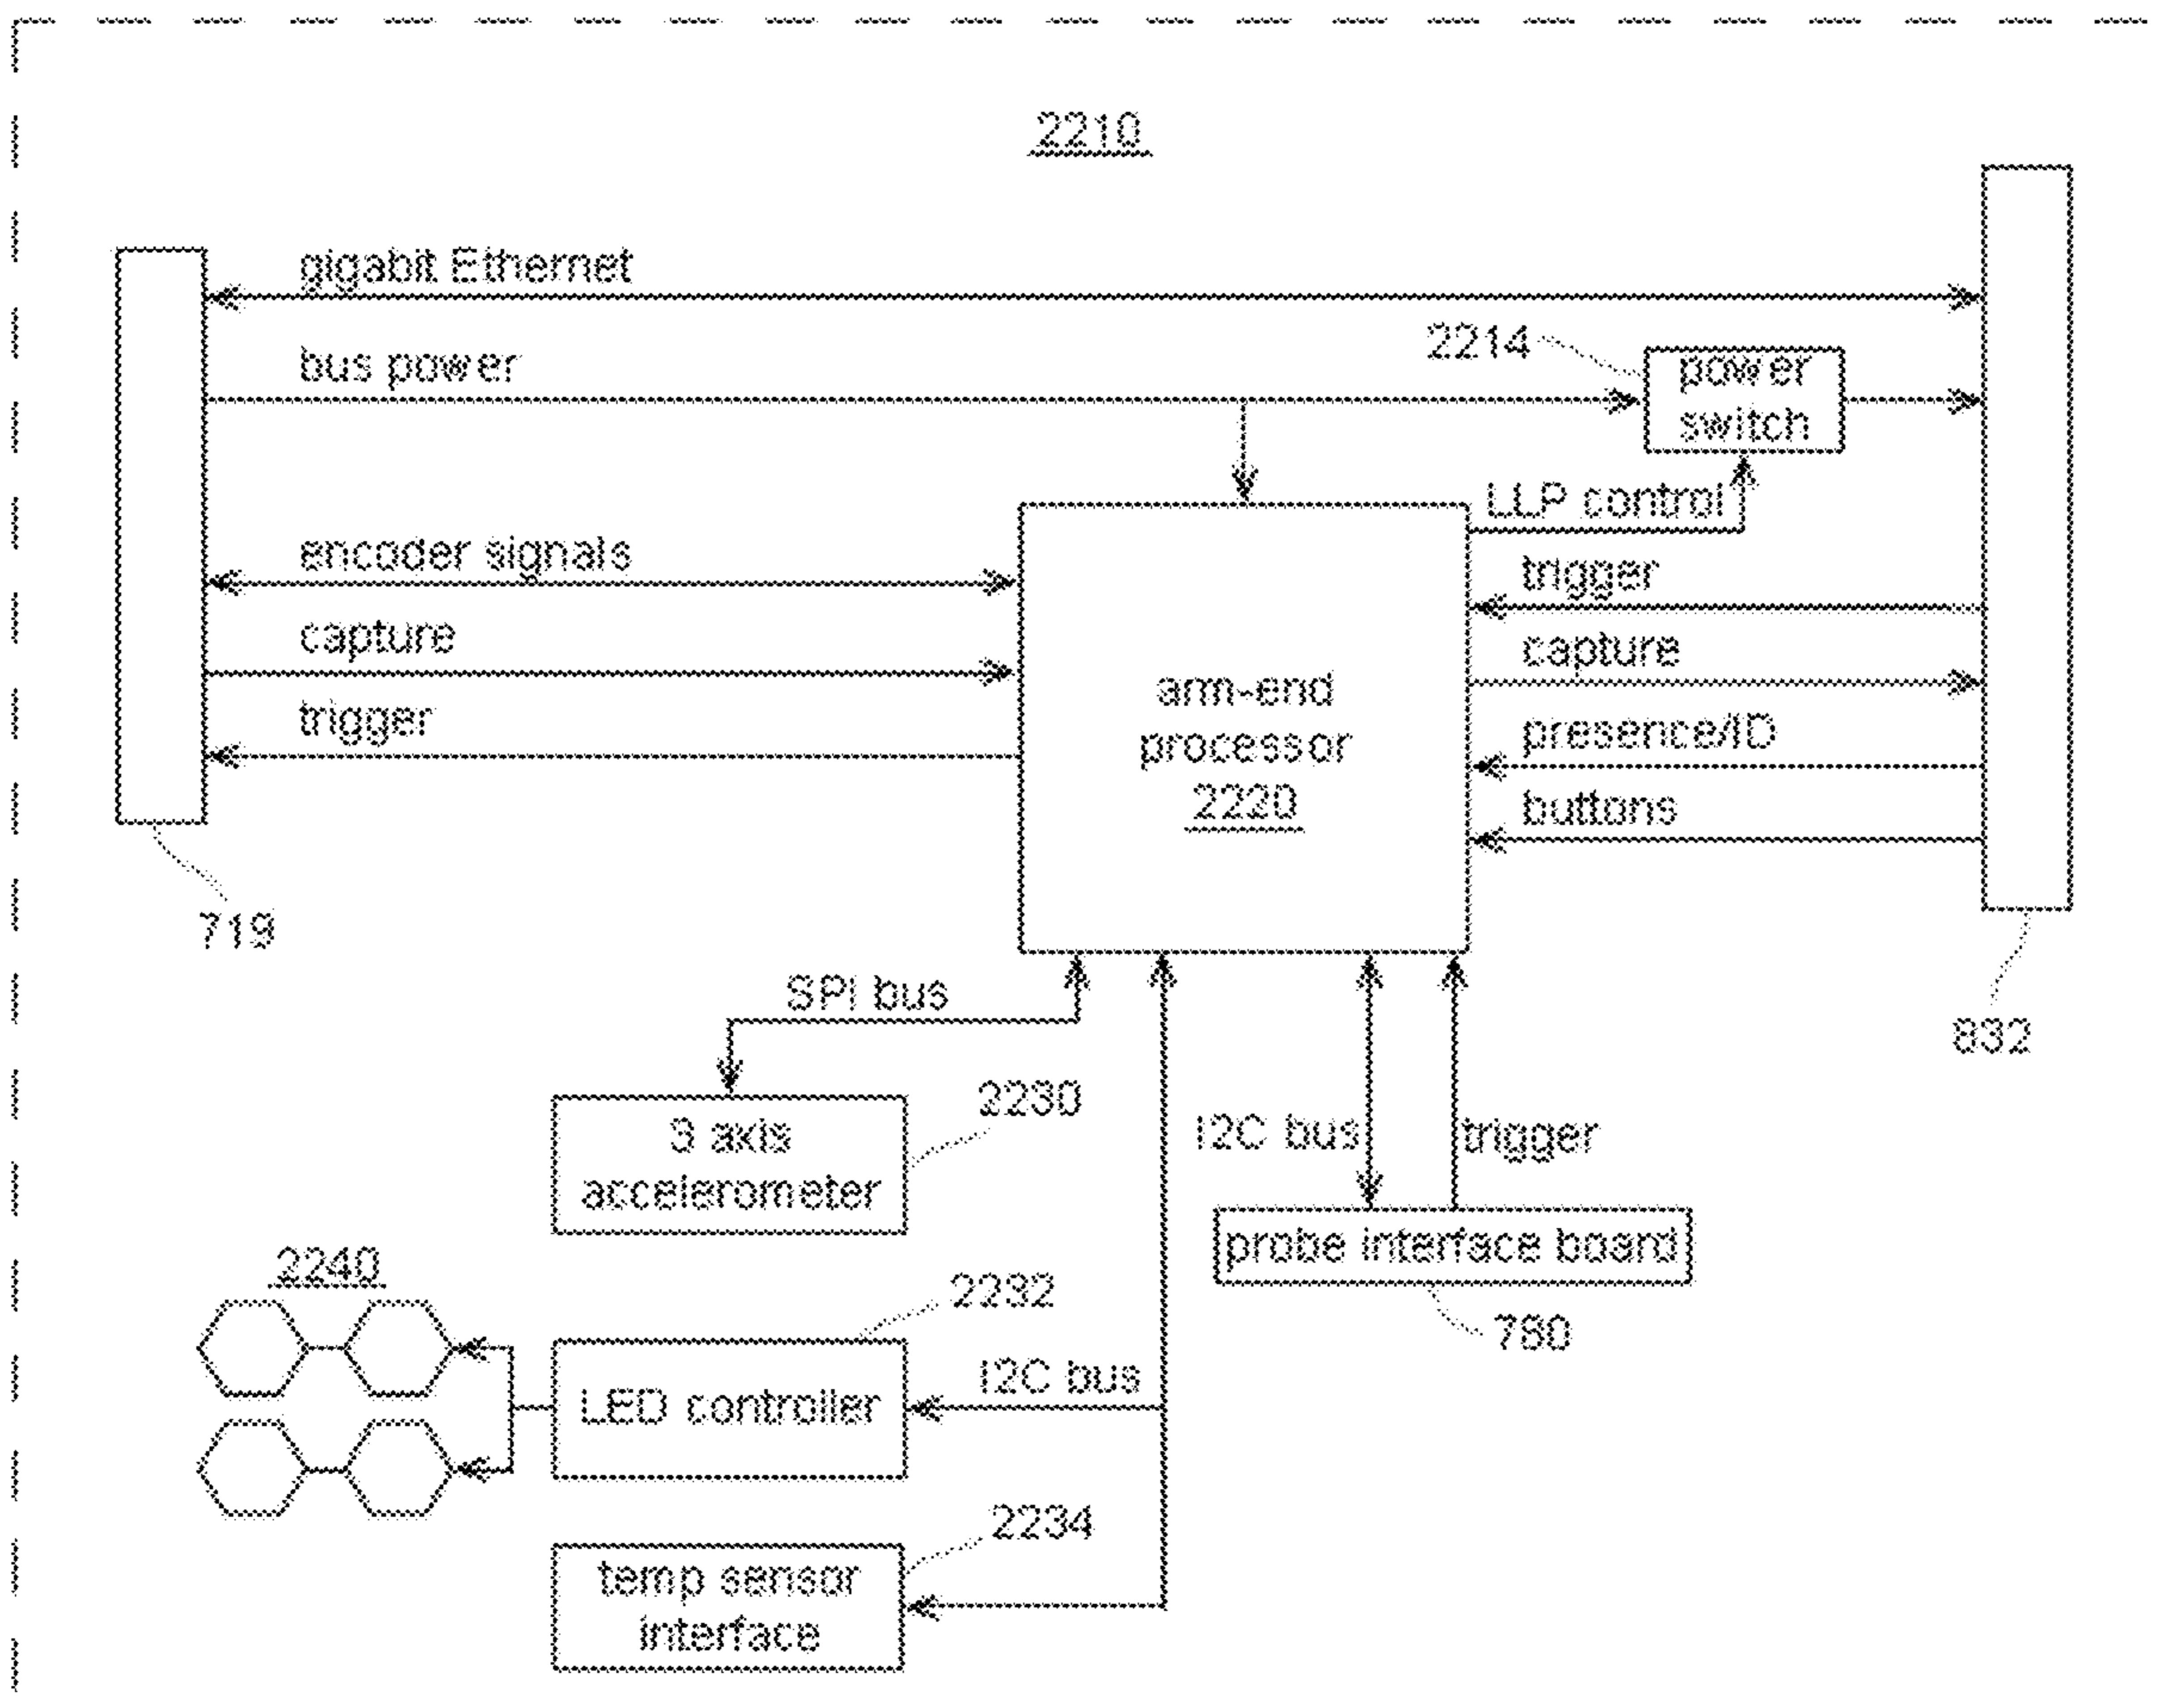 2210
gigabit Ethernet
bus power
2214
power
switch
LLP control
encoder signals
trigger
capture
capture
trigger
presence/ID
buttons
arm-end
processor
2220
719
832
SPI bus
2230
3 axis
accelerometer
I2C bus
trigger
probe interface board
780
2240
2232
I2C bus
LED controller
2234
temp sensor
interface